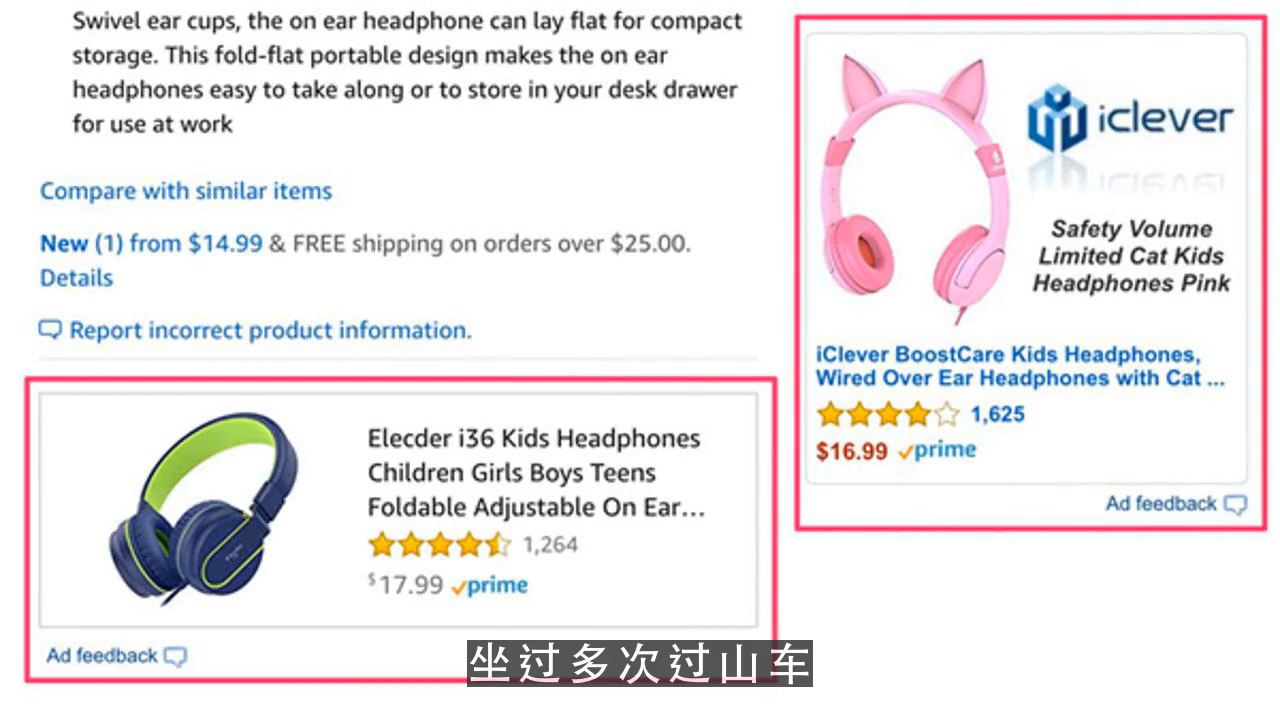 Swivel ear cups, the on ear headphone can lay flat for compact
storage. This fold-flat portable design makes the on ear
headphones easy to take along or to store in your desk drawer
for use at work
Compare with similar items
New (1) from $14.99 & FREE shipping on orders over $25.00.
Details
Report incorrect product information.
Elecder i36 Kids Headphones
Children Girls Boys Teens
Foldable Adjustable On Ear...
1,264
$17.99 prime
Ad feedback
iclever
Safety Volume
Limited Cat Kids
Headphones Pink
iClever BoostCare Kids Headphones,
Wired Over Ear Headphones with Cat ...
1,625
$16.99 prime
Ad feedback
坐过多次过山车